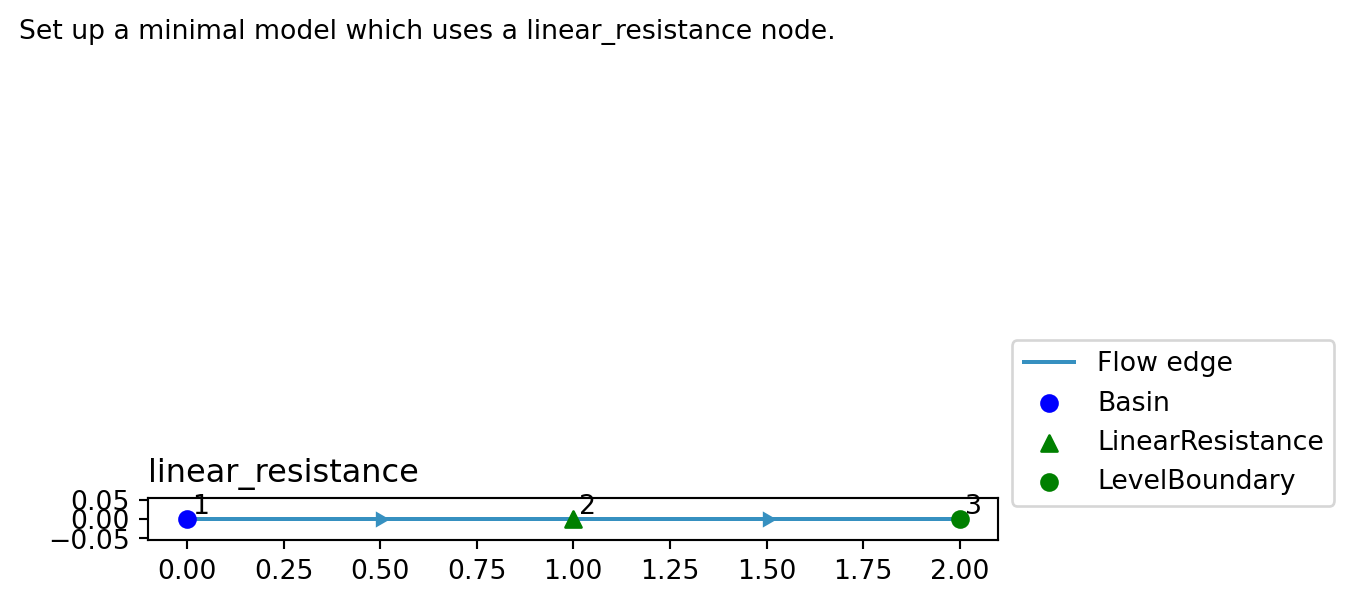 Set up a minimal model which uses a linear_resistance node.
Flow edge
Basin
LinearResistance
LevelBoundary
linear_resistance
0.05
0.00
−0.05
1
2
3
0.00 0.25 0.50 0.75 1.00 1.25 1.50 1.75 2.00